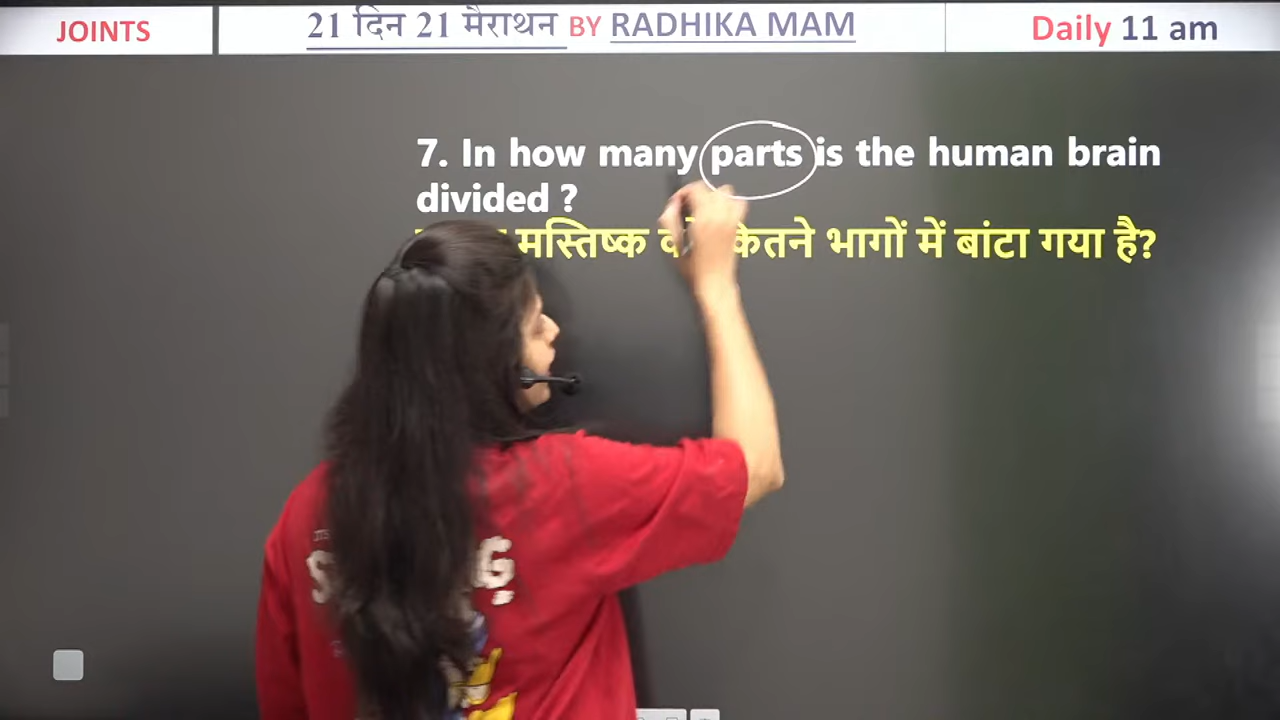 JOINTS
21 दिन 21 मैराथन BY RADHIKA MAM
Daily 11 am
7. In how many parts is the human brain
divided ?
मस्तिष्क को कितने भागों में बांटा गया है?